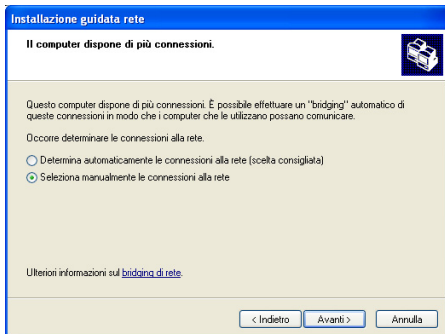 Installazione guidata rete
Il computer dispone di più connessioni.
Questo computer dispone di più connessioni. È possibile effettuare un "bridging" automatico di
queste connessioni in modo che i computer che le utilizzano possano comunicare.
Occorre determinare le connessioni alla rete.
Determina automaticamente le connessioni alla rete (scelta consigliata)
Seleziona manualmente le connessioni alla rete
Ulteriori informazioni sul bridging di rete.
< Indietro Avanti > Annulla